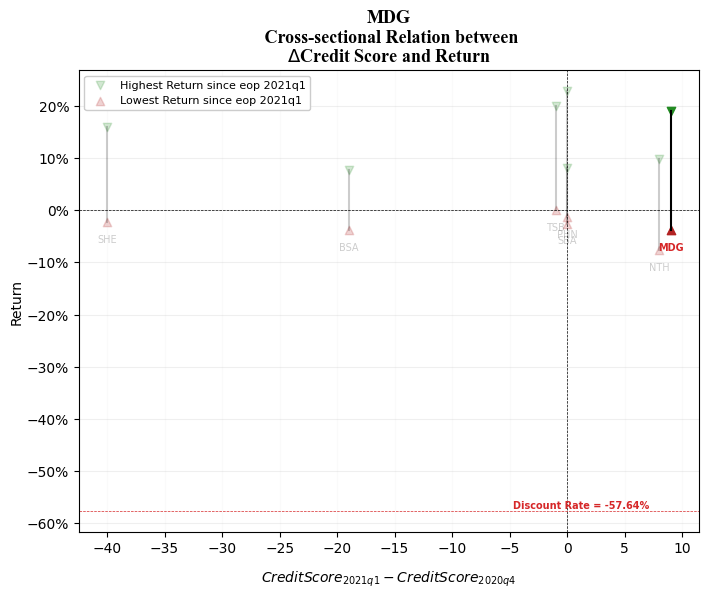 MDG
Cross-sectional Relation between
ΔCredit Score and Return
Highest Return since eop 2021q1
Lowest Return since eop 2021q1
20%
10%
0%
−10%
−20%
−30%
−40%
−50%
−60%
Return
SHE
BSA
TSB
SEA
NTH
MDG
Discount Rate = -57.64%
−40
−35
−30
−25
−20
−15
−10
−5
0
5
10
CreditScore2021q1 − CreditScore2020q4